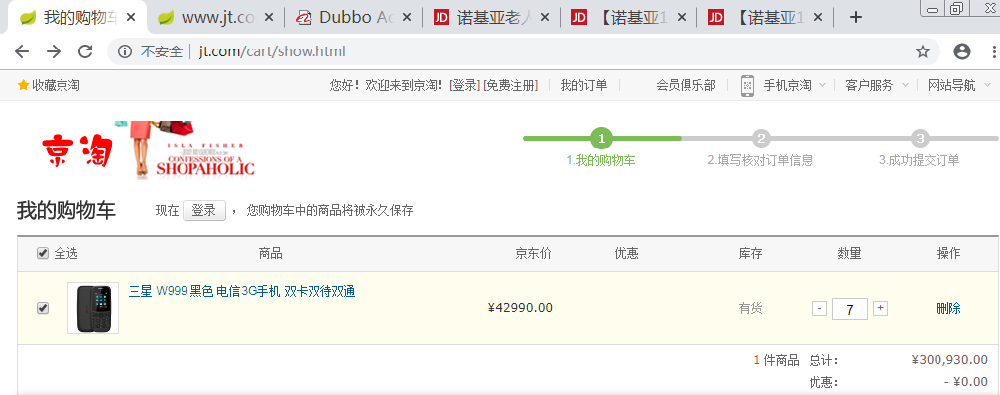 我的购物车 www.jt.co Dubbo Ad 诺基亚老人 【诺基亚1 【诺基亚1
不安全 jt.com/cart/show.html
收藏京淘 您好！欢迎来到京淘! [登录] [免费注册] 我的订单 会员俱乐部 手机京淘 客户服务 网站导航
京淘 ISLA FISHER
CONFESSIONS OF A
SHOPAHOLIC
1 2 3
1.我的购物车 2.填写核对订单信息 3.成功提交订单
我的购物车 现在 登录 ， 您购物车中的商品将被永久保存
全选 商品 京东价 优惠 库存 数量 操作
三星 W999 黑色 电信3G手机 双卡双待双通
¥42990.00 有货 - 7 + 删除
1 件商品 总计： ¥300,930.00
优惠： - ¥0.00